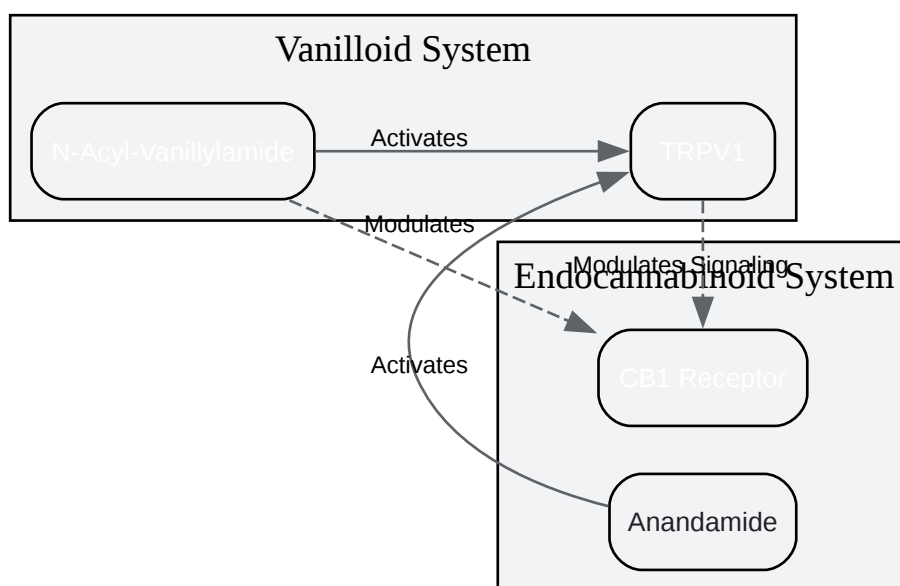 Vanilloid System
N-Acyl-Vanillylamide
Activates
TRPV1
Modulates
Modulates Signaling
Endocannabinoid System
Activates
CB1 Receptor
Anandamide